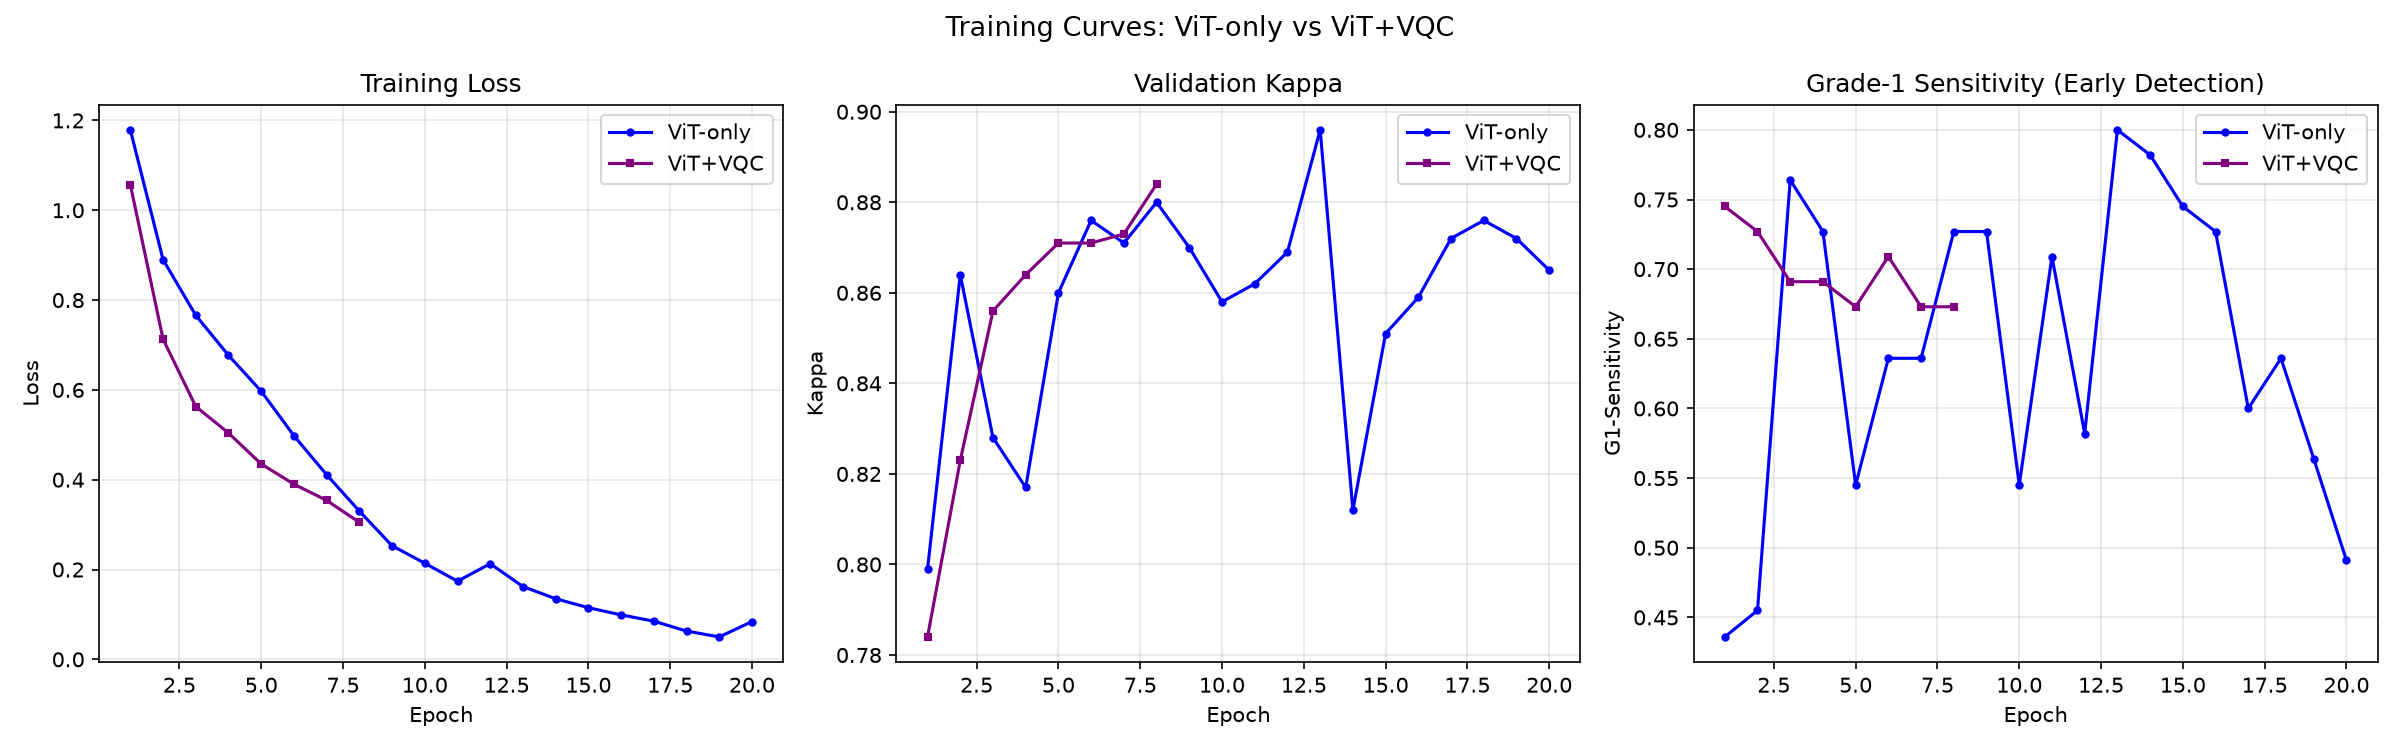 Training Curves: ViT-only vs ViT+VQC
Training Loss
1.2
1.0
0.8
0.6
0.4
0.2
0.0
Loss
2.5 5.0 7.5 10.0 12.5 15.0 17.5 20.0
Epoch
ViT-only
ViT+VQC
Validation Kappa
0.90
0.88
0.86
0.84
0.82
0.80
0.78
Kappa
2.5 5.0 7.5 10.0 12.5 15.0 17.5 20.0
Epoch
ViT-only
ViT+VQC
Grade-1 Sensitivity (Early Detection)
0.80
0.75
0.70
0.65
0.60
0.55
0.50
0.45
G1-Sensitivity
2.5 5.0 7.5 10.0 12.5 15.0 17.5 20.0
Epoch
ViT-only
ViT+VQC